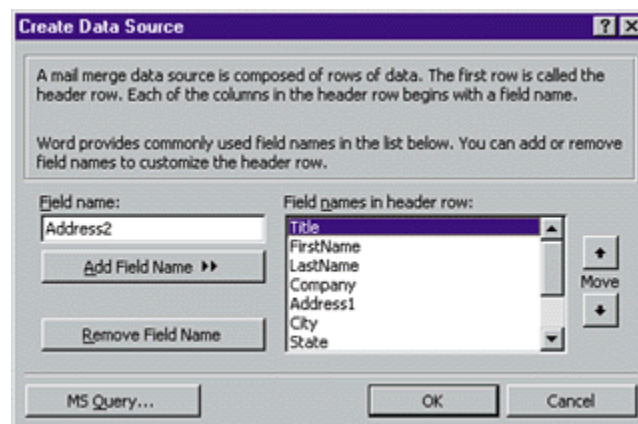 Create Data Source
A mail merge data source is composed of rows of data. The first row is called the
header row. Each of the columns in the header row begins with a field name.
Word provides commonly used field names in the list below. You can add or remove
field names to customize the header row.
Field name:
Address2
Add Field Name
Remove Field Name
Field names in header row:
Title
FirstName
LastName
Company
Address1
City
State
Move
MS Query...
OK
Cancel